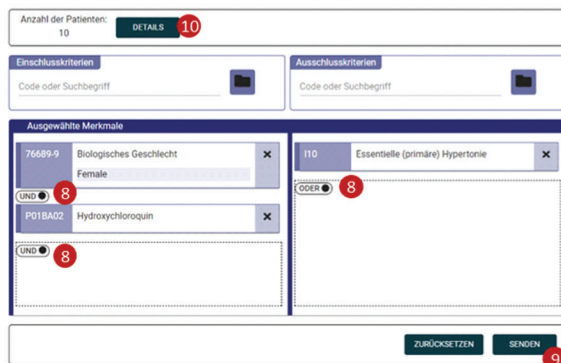 Anzahl der Patienten:
10
DETAILS
10
Einschlusskriterien
Code oder Suchbegriff
Ausschlusskriterien
Code oder Suchbegriff
Ausgewählte Merkmale
76689-9 Biologisches Geschlecht ×
Female
UND 8
P01BA02 Hydroxychloroquin ×
UND 8
I10 Essentielle (primäre) Hypertonie ×
ODER 8
ZURÜCKSETZEN SENDEN
9